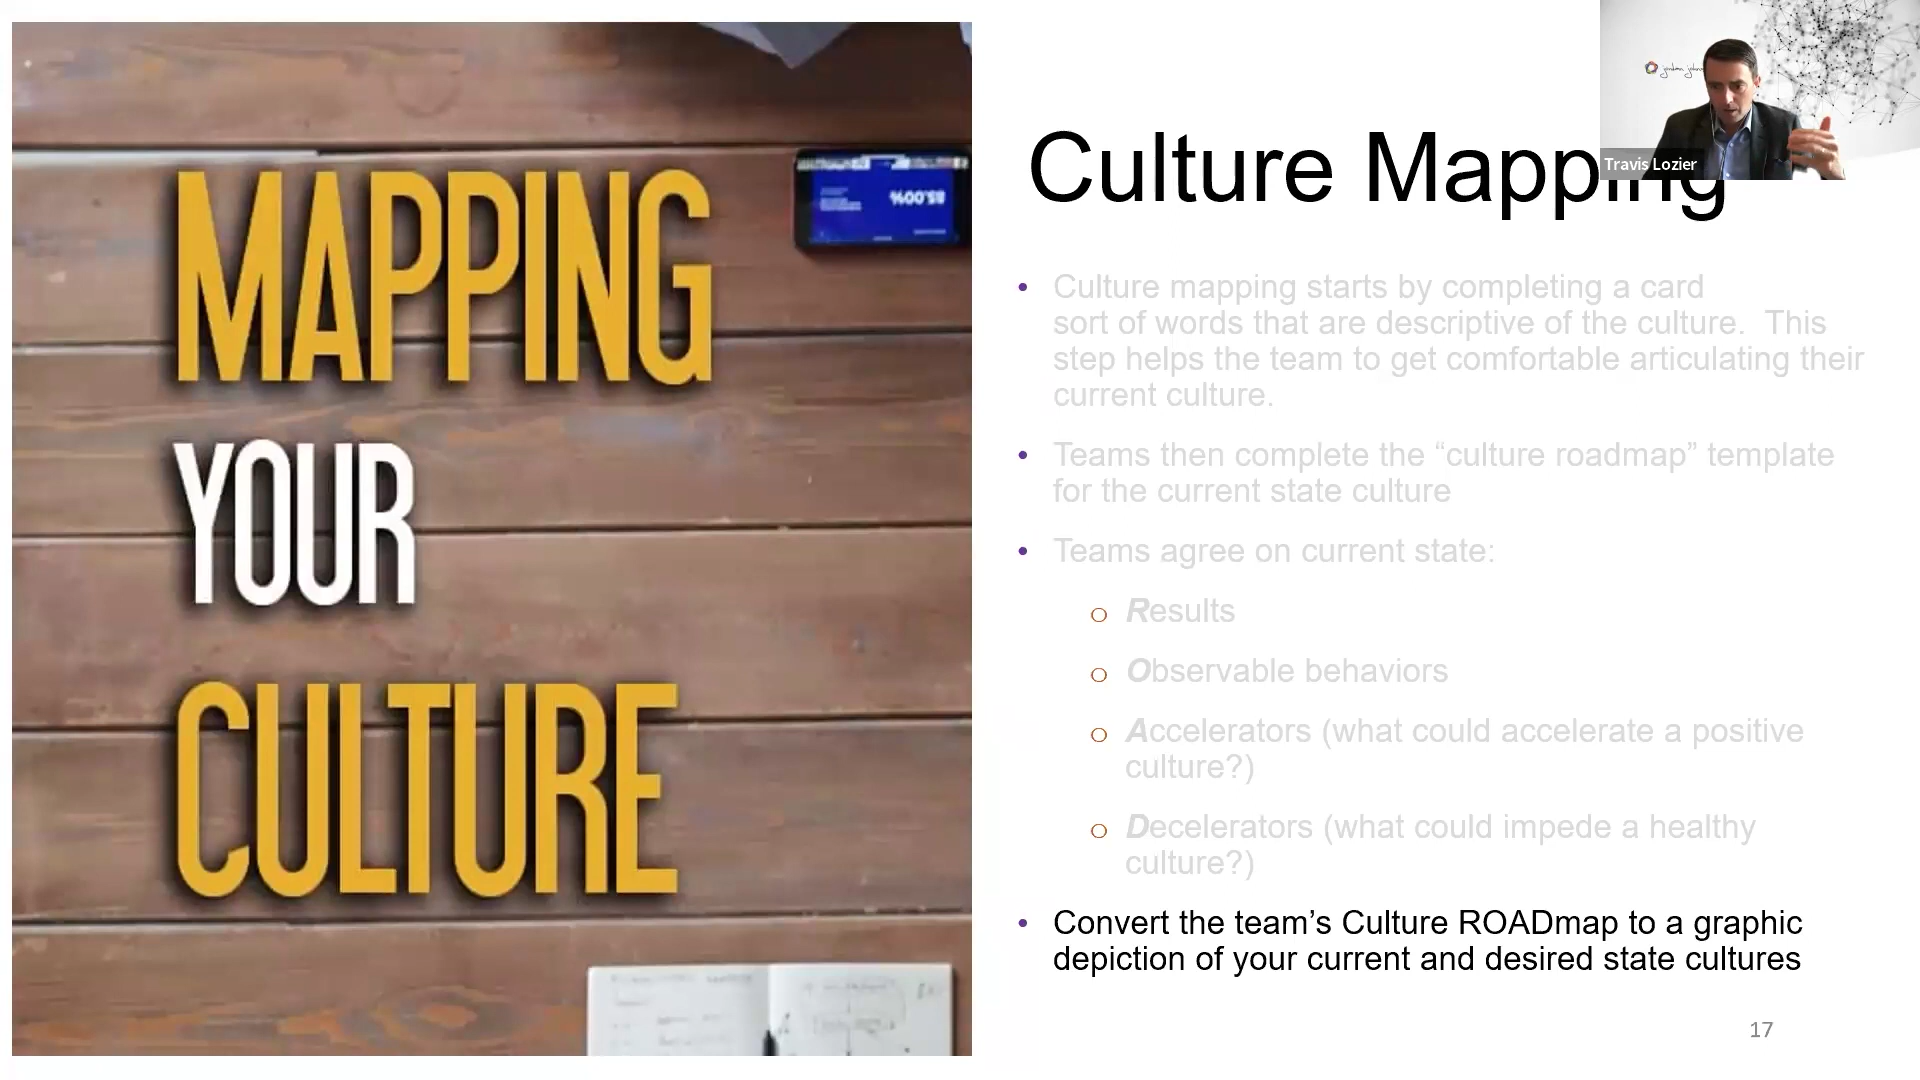 MAPPING
YOUR
CULTURE
85.00%
Culture Mapping
Travis Lozier
• Culture mapping starts by completing a card
sort of words that are descriptive of the culture.  This
step helps the team to get comfortable articulating their
current culture.
• Teams then complete the “culture roadmap” template
for the current state culture
• Teams agree on current state:
o Results
o Observable behaviors
o Accelerators (what could accelerate a positive
culture?)
o Decelerators (what could impede a healthy
culture?)
• Convert the team’s Culture ROADmap to a graphic
depiction of your current and desired state cultures
17